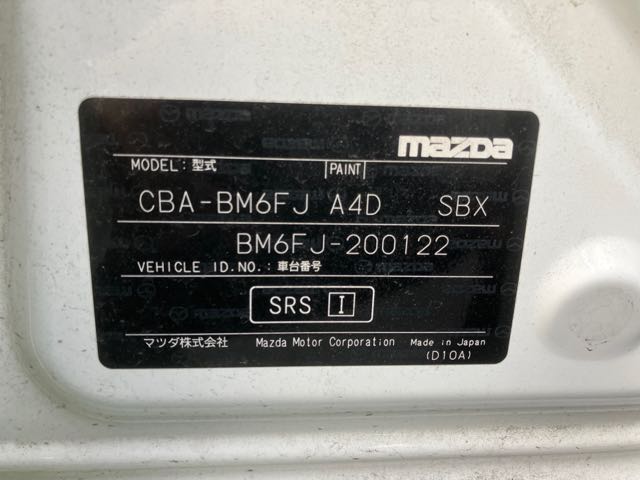 mazda
MODEL:型式 PAINT
CBA-BM6FJ A4D SBX
BM6FJ-200122
VEHICLE ID.NO.:車台番号
SRS I
マツダ株式会社 Mazda Motor Corporation Made in Japan
(D10A)